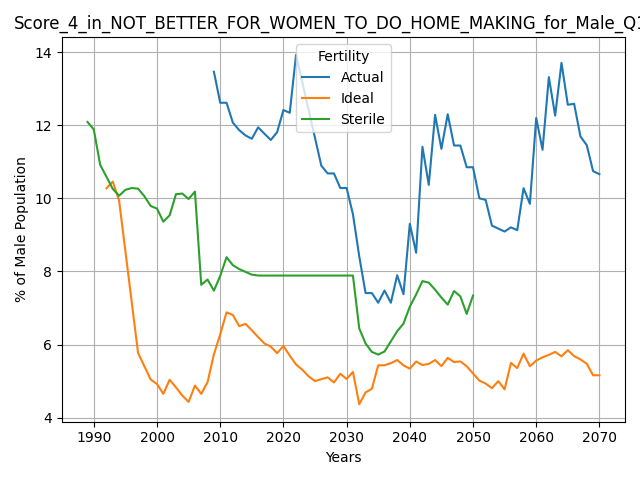 Score_4_in_NOT_BETTER_FOR_WOMEN_TO_DO_HOME_MAKING_for_Male_Q1
Fertility
Actual
Ideal
Sterile
% of Male Population
14
12
10
8
6
4
1990 2000 2010 2020 2030 2040 2050 2060 2070
Years